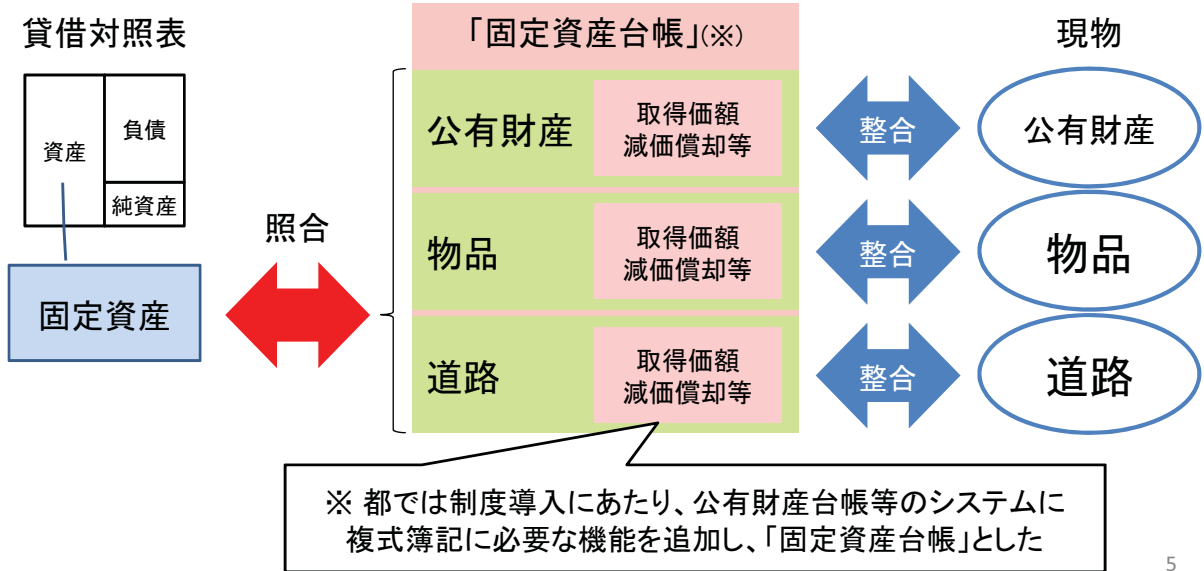 貸借対照表
資産
負債
純資産
固定資産
照合
「固定資産台帳」(※)
公有財産
取得価額
減価償却等
整合
公有財産
物品
取得価額
減価償却等
整合
物品
道路
取得価額
減価償却等
整合
道路
現物
※ 都では制度導入にあたり、公有財産台帳等のシステムに
複式簿記に必要な機能を追加し、「固定資産台帳」とした
5